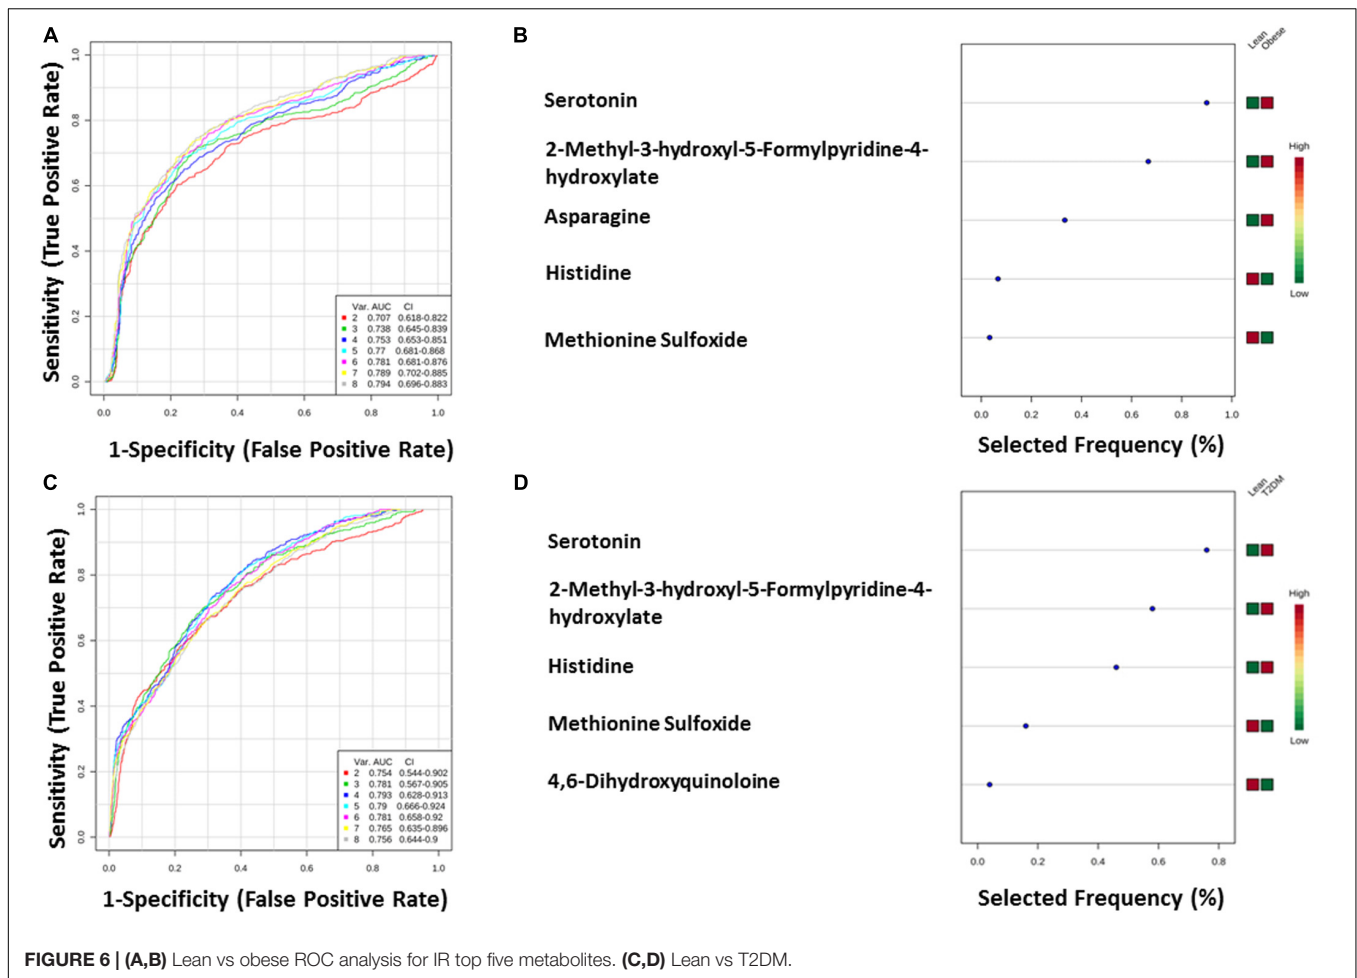 A
Sensitivity (True Positive Rate)
0.0
0.2
0.4
0.6
0.8
1.0
Var. AUC CI
2 0.707 0.618-0.822
3 0.738 0.645-0.839
4 0.753 0.653-0.851
5 0.77 0.681-0.868
6 0.781 0.681-0.876
7 0.789 0.702-0.885
8 0.794 0.696-0.883
0.0 0.2 0.4 0.6 0.8 1.0
1-Specificity (False Positive Rate)
B
Lean
Obese
Serotonin
2-Methyl-3-hydroxyl-5-Formylpyridine-4-
hydroxylate
Asparagine
Histidine
Methionine Sulfoxide
High
Low
0.0 0.2 0.4 0.6 0.8 1.0
Selected Frequency (%)
C
Sensitivity (True Positive Rate)
0.0
0.2
0.4
0.6
0.8
1.0
Var. AUC CI
2 0.754 0.544-0.902
3 0.781 0.567-0.905
4 0.793 0.628-0.913
5 0.79 0.666-0.924
6 0.781 0.658-0.92
7 0.765 0.635-0.896
8 0.756 0.644-0.9
0.0 0.2 0.4 0.6 0.8 1.0
1-Specificity (False Positive Rate)
D
Lean
T2DM
Serotonin
2-Methyl-3-hydroxyl-5-Formylpyridine-4-
hydroxylate
Histidine
Methionine Sulfoxide
4,6-Dihydroxyquinoloine
High
Low
0.0 0.2 0.4 0.6 0.8
Selected Frequency (%)
FIGURE 6 | (A,B) Lean vs obese ROC analysis for IR top five metabolites. (C,D) Lean vs T2DM.